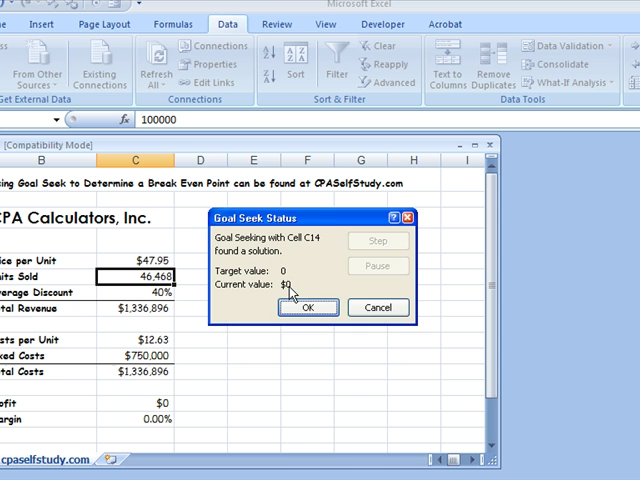 Microsoft Excel
me Insert Page Layout Formulas Data Review View Developer Acrobat
From Other Sources
Existing Connections
Refresh All
Connections
Properties
Edit Links
Sort
Filter
Clear
Reapply
Advanced
Text to Columns
Remove Duplicates
Data Validation
Consolidate
What-If Analysis
Get External Data Connections Sort & Filter Data Tools
fx 100000
[Compatibility Mode]
B C D E F G H I
ing Goal Seek to Determine a Break Even Point can be found at CPASelfStudy.com
CPA Calculators, Inc.
ice per Unit $47.95
nits Sold 46,468
verage Discount 40%
otal Revenue $1,336,896
sts per Unit $12.63
xed Costs $750,000
otal Costs $1,336,896
ofit $0
argin 0.00%
Goal Seek Status
Goal Seeking with Cell C14
found a solution.
Target value: 0
Current value: $0
Step
Pause
OK Cancel
cpaselfstudy.com